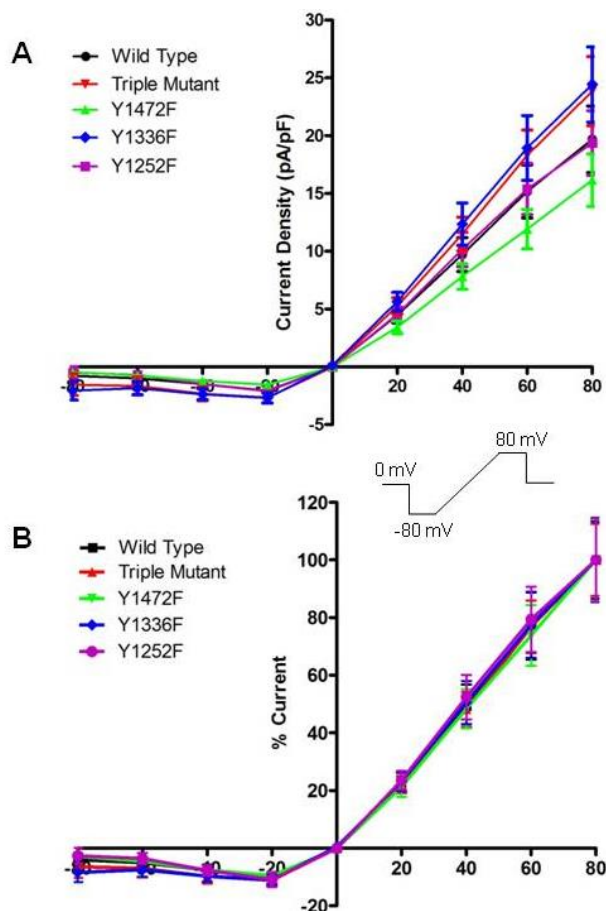 A
Wild Type
Triple Mutant
Y1472F
Y1336F
Y1252F
Current Density (pA/pF)
30
25
20
15
10
5
-5
20 40 60 80
0 mV
80 mV
-80 mV
B
Wild Type
Triple Mutant
Y1472F
Y1336F
Y1252F
% Current
120
100
80
60
40
20
-20
-20
20 40 60 80